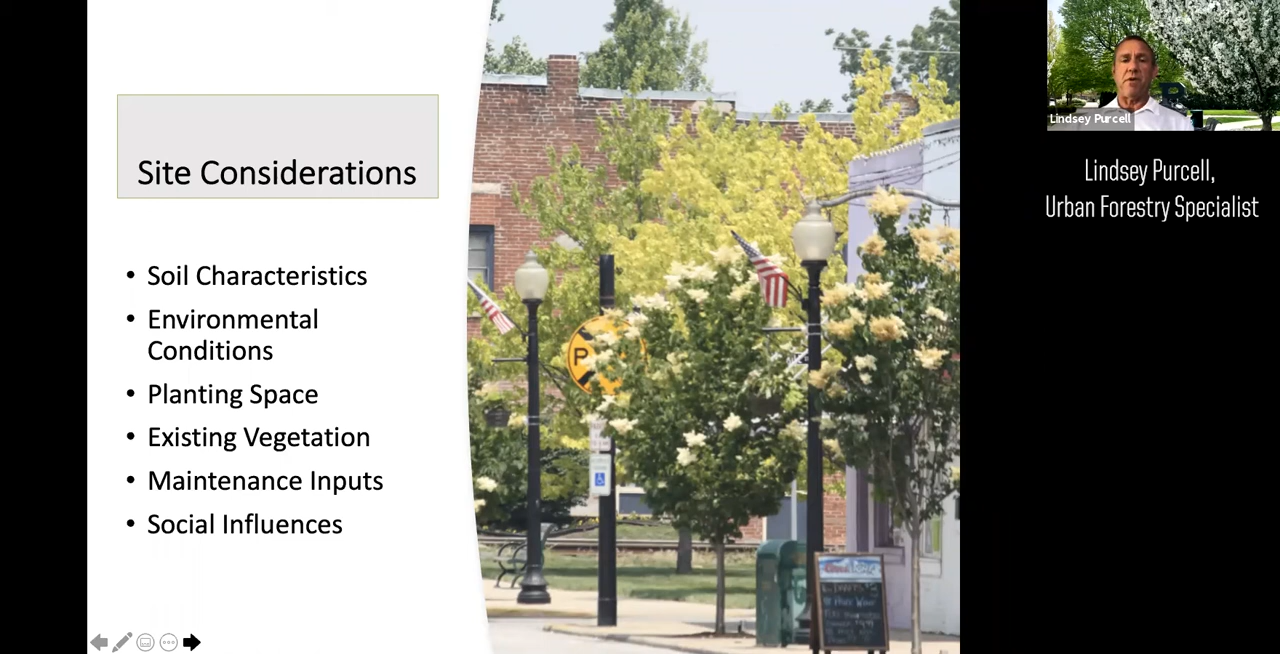 Site Considerations
• Soil Characteristics
• Environmental
Conditions
• Planting Space
• Existing Vegetation
• Maintenance Inputs
• Social Influences
P
Lindsey Purcell
Lindsey Purcell,
Urban Forestry Specialist